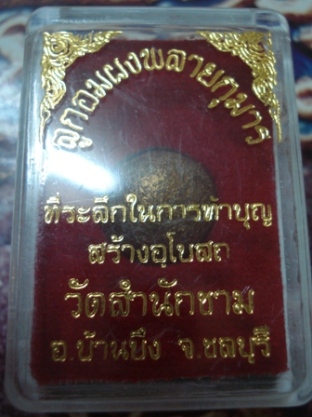 ลูกอมผงพลายกุมาร
ที่ระลึกในการทำบุญ
สร้างอุโบสถ
วัดสำนักขาม
อ.บ้านบึง จ.ชลบุรี